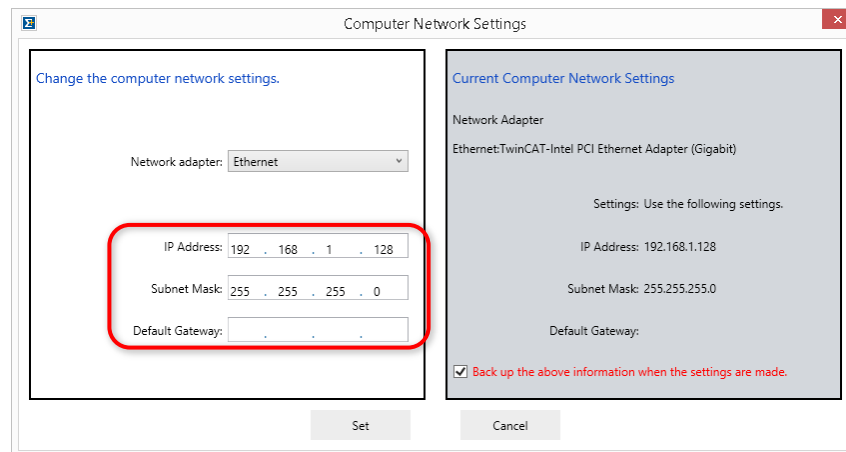 Computer Network Settings
Change the computer network settings.
Network adapter: Ethernet
IP Address: 192 . 168 . 1 . 128
Subnet Mask: 255 . 255 . 255 . 0
Default Gateway: . . .
Current Computer Network Settings
Network Adapter
Ethernet:TwinCAT-Intel PCI Ethernet Adapter (Gigabit)
Settings: Use the following settings.
IP Address: 192.168.1.128
Subnet Mask: 255.255.255.0
Default Gateway:
Back up the above information when the settings are made.
Set
Cancel